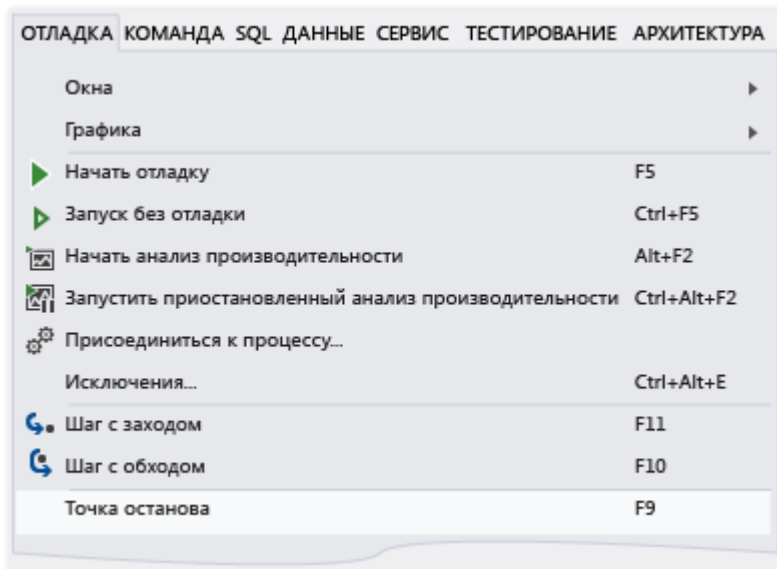 ОТЛАДКА КОМАНДА SQL ДАННЫЕ СЕРВИС ТЕСТИРОВАНИЕ АРХИТЕКТУРА
Окна
Графика
Начать отладку F5
Запуск без отладки Ctrl+F5
Начать анализ производительности Alt+F2
Запустить приостановленный анализ производительности Ctrl+Alt+F2
Присоединиться к процессу...
Исключения... Ctrl+Alt+E
Шаг с заходом F11
Шаг с обходом F10
Точка останова F9